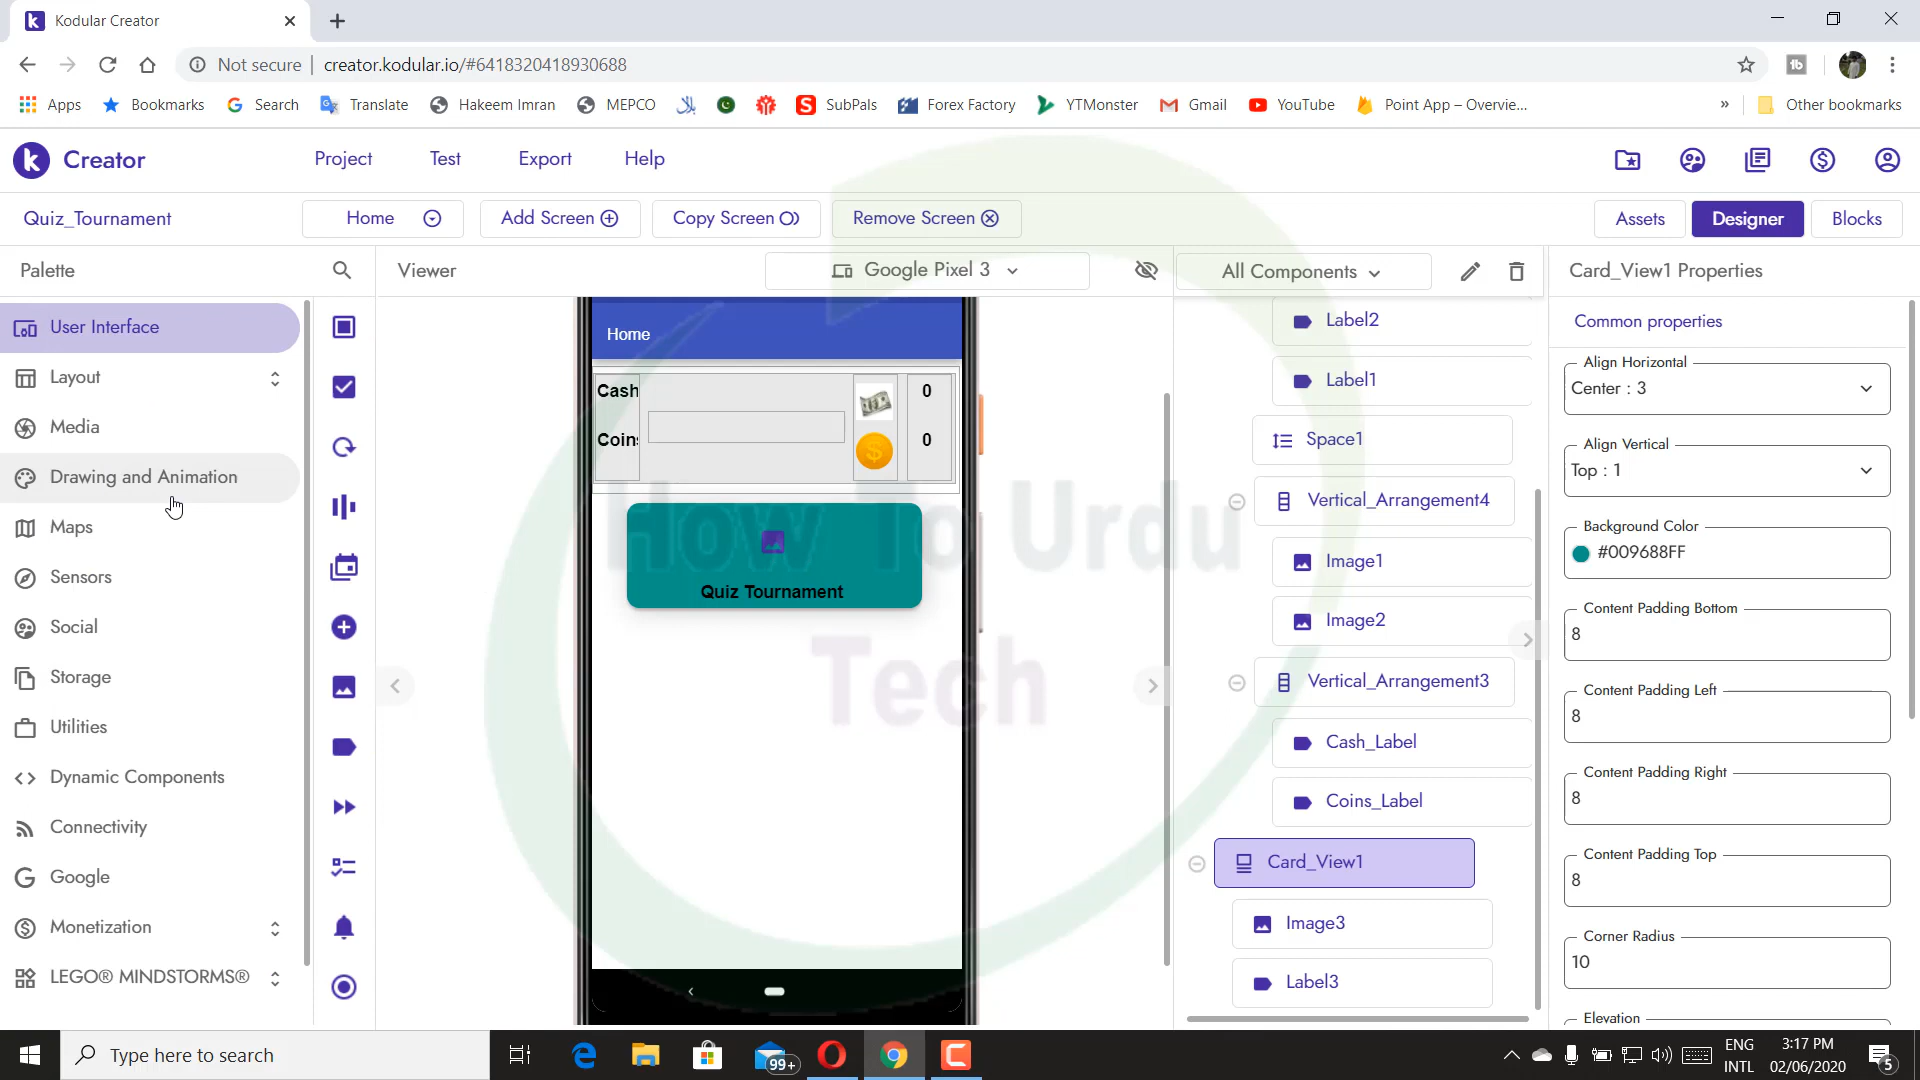 Kodular Creator
Not secure
creator.kodular.io/#6418320418930688
Apps
Bookmarks
Search
Translate
Hakeem Imran
MEPCO
SubPals
Forex Factory
YTMonster
Gmail
YouTube
Point App – Overvie...
»
Other bookmarks
Creator
Project
Test
Export
Help
Quiz_Tournament
Home
Add Screen
Copy Screen
Remove Screen
Assets
Designer
Blocks
Palette
Viewer
Google Pixel 3
All Components
Card_View1 Properties
User Interface
Layout
Media
Drawing and Animation
Maps
Sensors
Social
Storage
Utilities
Dynamic Components
Connectivity
Google
Monetization
LEGO® MINDSTORMS®
Home
Cash
0
Coins
0
Quiz Tournament
How To Urdu
Tech
Label2
Label1
Space1
Vertical_Arrangement4
Image1
Image2
Vertical_Arrangement3
Cash_Label
Coins_Label
Card_View1
Image3
Label3
Common properties
Align Horizontal
Center : 3
Align Vertical
Top : 1
Background Color
#009688FF
Content Padding Bottom
8
Content Padding Left
8
Content Padding Right
8
Content Padding Top
8
Corner Radius
10
Elevation
Type here to search
99+
ENG
INTL
3:17 PM
02/06/2020
5